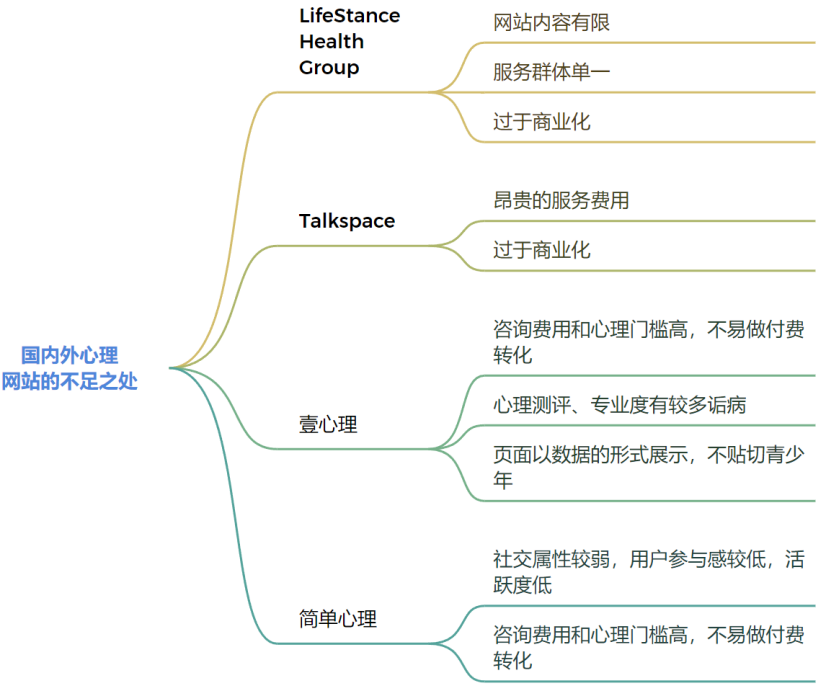 国内外心理
网站的不足之处
LifeStance
Health
Group
网站内容有限
服务群体单一
过于商业化
Talkspace
昂贵的服务费用
过于商业化
壹心理
咨询费用和心理门槛高，不易做付费
转化
心理测评、专业度有较多诟病
页面以数据的形式展示，不贴切青少
年
简单心理
社交属性较弱，用户参与感较低，活
跃度低
咨询费用和心理门槛高，不易做付费
转化